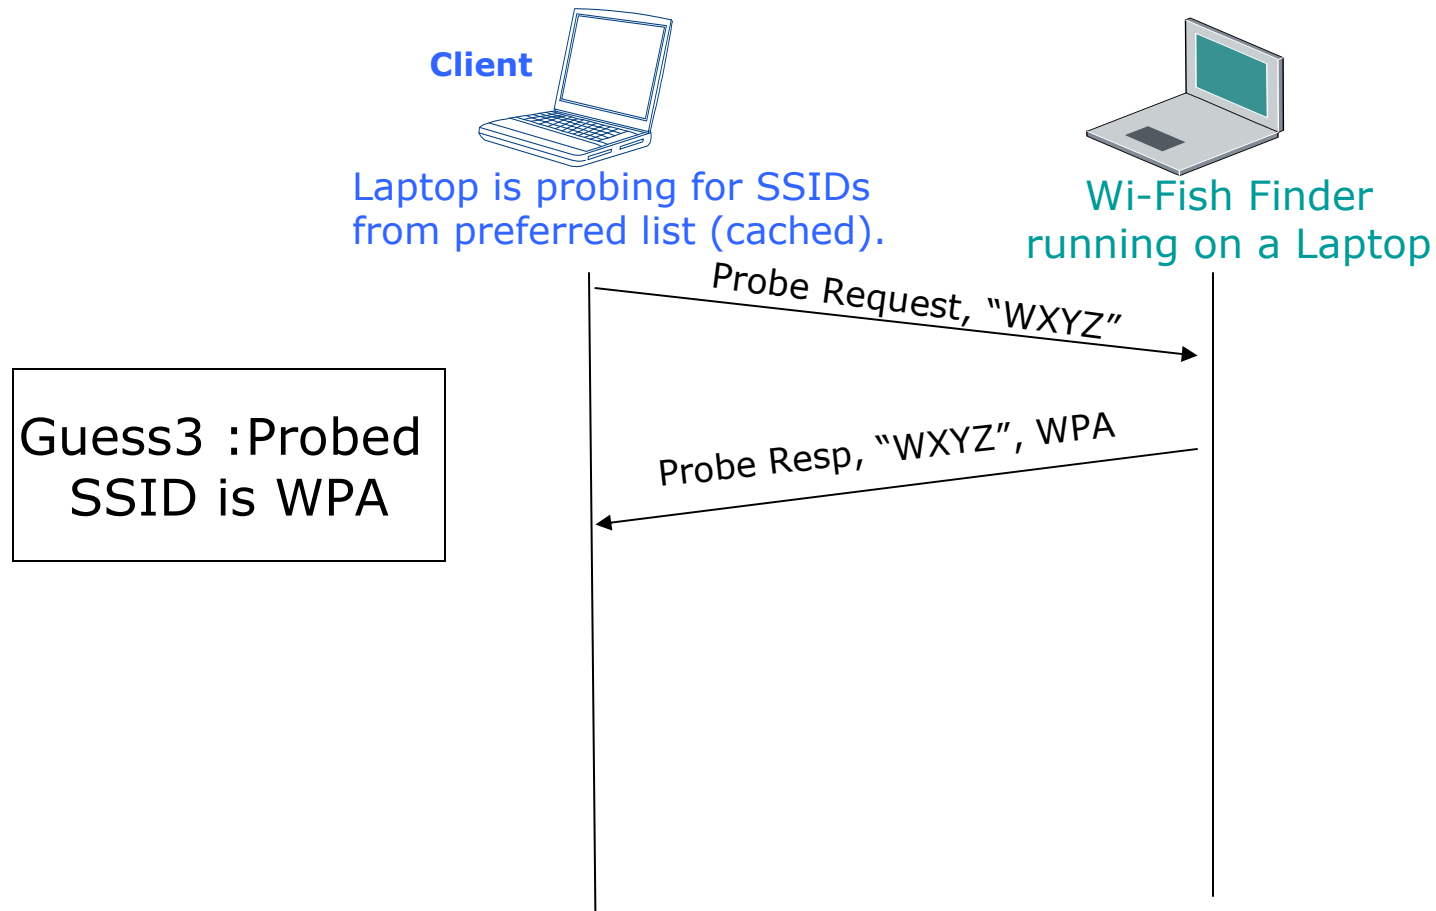 Client
Laptop is probing for SSIDs
from preferred list (cached).
Wi-Fish Finder
running on a Laptop
Probe Request, “WXYZ”
Guess3 :Probed
SSID is WPA
Probe Resp, “WXYZ”, WPA